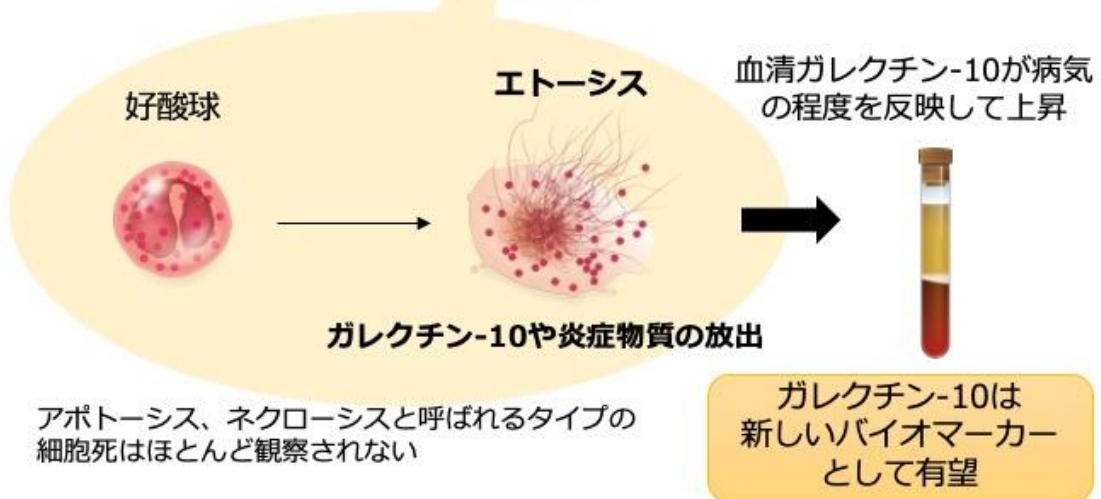 好酸球
エトーシス
ガレクチン-10や炎症物質の放出
アポトーシス、ネクローシスと呼ばれるタイプの
細胞死はほとんど観察されない
血清ガレクチン-10が病気
の程度を反映して上昇
ガレクチン-10は
新しいバイオマーカー
として有望